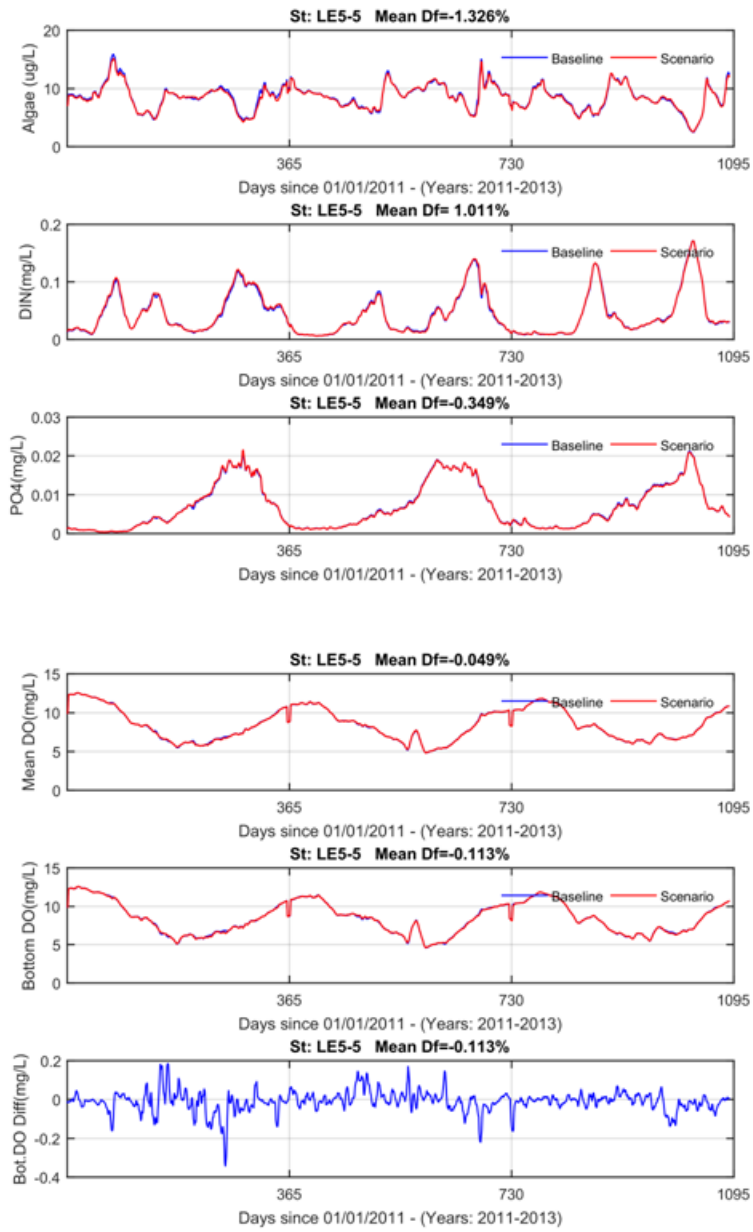 St: LE5-5 Mean Df=-1.326%
20
10
0
Algae (ug/L)
Baseline
Scenario
365
730
1095
Days since 01/01/2011 - (Years: 2011-2013)
St: LE5-5 Mean Df= 1.011%
0.2
0.1
0
DIN(mg/L)
Baseline
Scenario
365
730
1095
Days since 01/01/2011 - (Years: 2011-2013)
St: LE5-5 Mean Df=-0.349%
0.03
0.02
0.01
0
PO4(mg/L)
Baseline
Scenario
365
730
1095
Days since 01/01/2011 - (Years: 2011-2013)
St: LE5-5 Mean Df=-0.049%
15
10
5
0
Mean DO(mg/L)
Baseline
Scenario
365
730
1095
Days since 01/01/2011 - (Years: 2011-2013)
St: LE5-5 Mean Df=-0.113%
15
10
5
0
Bottom DO(mg/L)
Baseline
Scenario
365
730
1095
Days since 01/01/2011 - (Years: 2011-2013)
St: LE5-5 Mean Df=-0.113%
0.2
0
-0.2
-0.4
Bot.DO Diff(mg/L)
365
730
1095
Days since 01/01/2011 - (Years: 2011-2013)